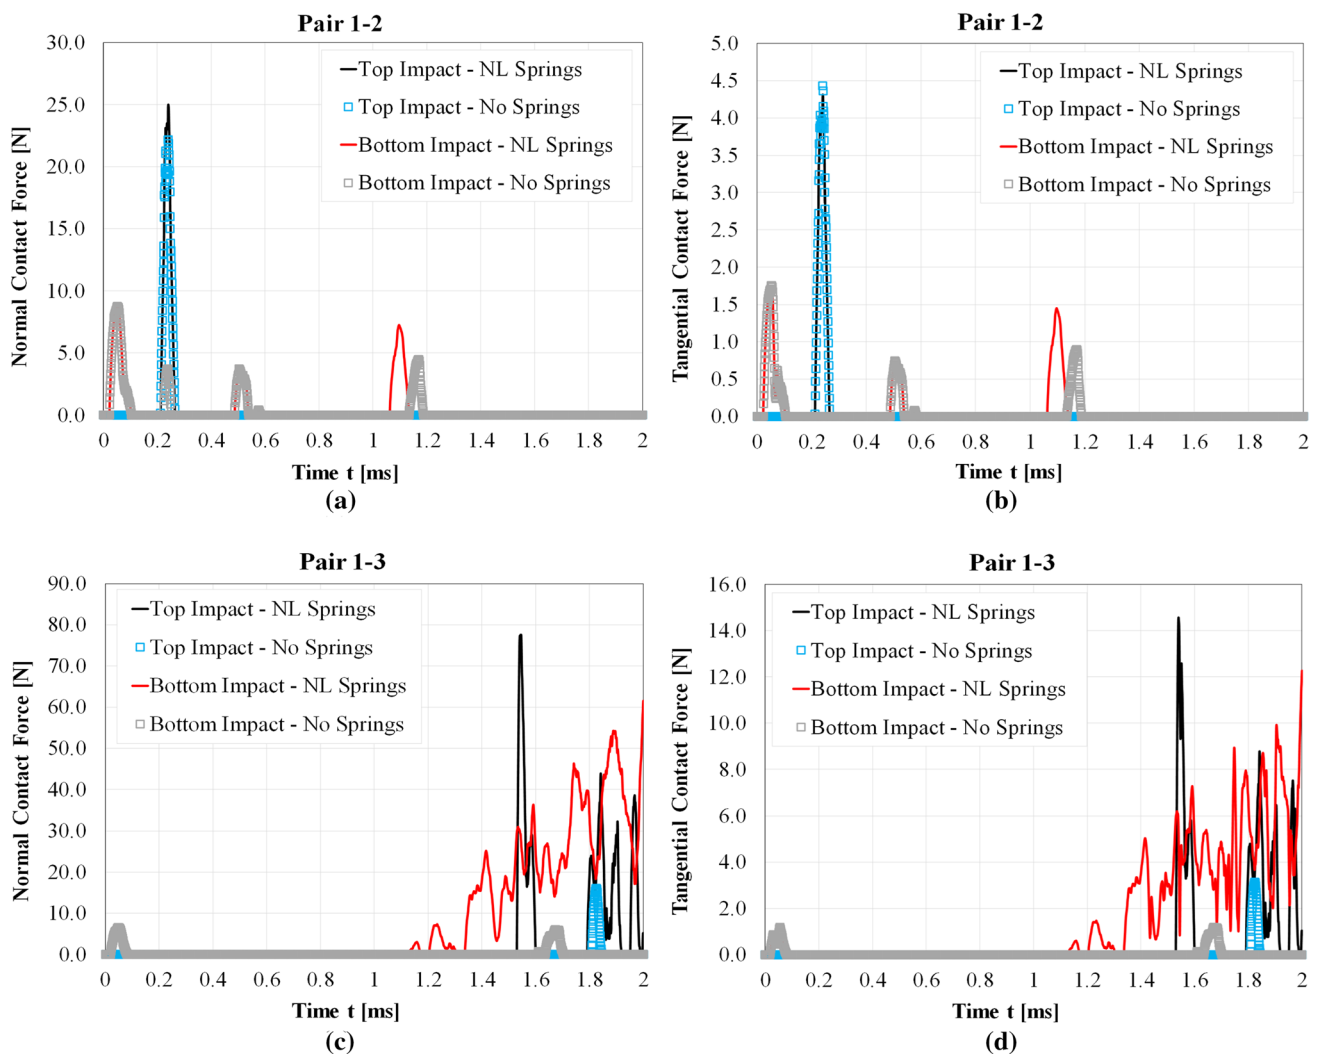 Pair 1-2
30.0
25.0
20.0
15.0
10.0
5.0
0.0
Normal Contact Force [N]
Top Impact - NL Springs
Top Impact - No Springs
Bottom Impact - NL Springs
Bottom Impact - No Springs
0 0.2 0.4 0.6 0.8 1 1.2 1.4 1.6 1.8 2
Time t [ms]
(a)
Pair 1-2
5.0
4.5
4.0
3.5
3.0
2.5
2.0
1.5
1.0
0.5
0.0
Tangential Contact Force [N]
Top Impact - NL Springs
Top Impact - No Springs
Bottom Impact - NL Springs
Bottom Impact - No Springs
0 0.2 0.4 0.6 0.8 1 1.2 1.4 1.6 1.8 2
Time t [ms]
(b)
Pair 1-3
90.0
80.0
70.0
60.0
50.0
40.0
30.0
20.0
10.0
0.0
Normal Contact Force [N]
Top Impact - NL Springs
Top Impact - No Springs
Bottom Impact - NL Springs
Bottom Impact - No Springs
0 0.2 0.4 0.6 0.8 1 1.2 1.4 1.6 1.8 2
Time t [ms]
(c)
Pair 1-3
16.0
14.0
12.0
10.0
8.0
6.0
4.0
2.0
0.0
Tangential Contact Force [N]
Top Impact - NL Springs
Top Impact - No Springs
Bottom Impact - NL Springs
Bottom Impact - No Springs
0 0.2 0.4 0.6 0.8 1 1.2 1.4 1.6 1.8 2
Time t [ms]
(d)